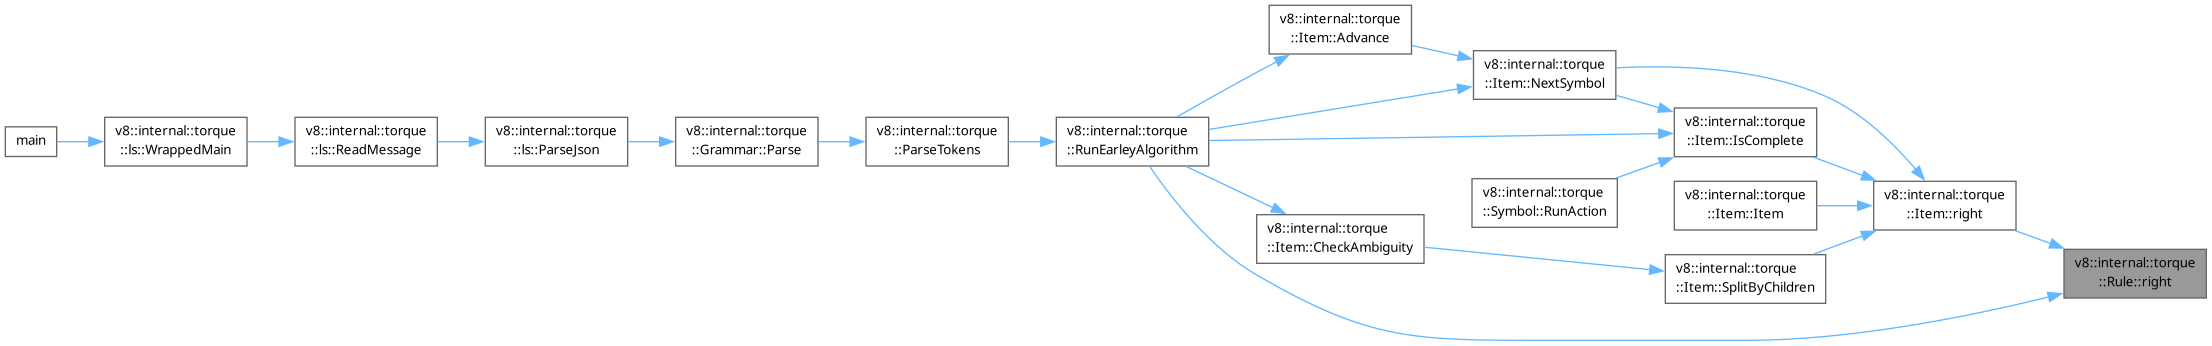 main
v8::internal::torque
::ls::WrappedMain
v8::internal::torque
::ls::ReadMessage
v8::internal::torque
::ls::ParseJson
v8::internal::torque
::Grammar::Parse
v8::internal::torque
::ParseTokens
v8::internal::torque
::RunEarleyAlgorithm
v8::internal::torque
::Item::Advance
v8::internal::torque
::Item::CheckAmbiguity
v8::internal::torque
::Item::NextSymbol
v8::internal::torque
::Symbol::RunAction
v8::internal::torque
::Item::IsComplete
v8::internal::torque
::Item::Item
v8::internal::torque
::Item::SplitByChildren
v8::internal::torque
::Item::right
v8::internal::torque
::Rule::right